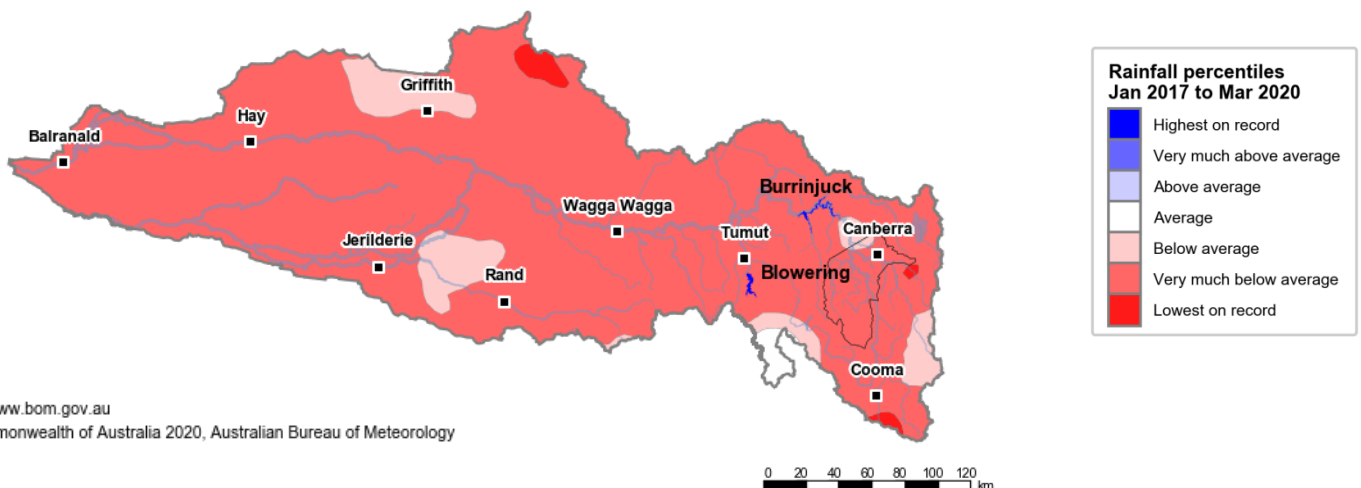 Griffith
Hay
Balranald
Burrinjuck
Wagga Wagga
Tumut
Canberra
Jerilderie
Rand
Blowering
Cooma
ww.bom.gov.au
monwealth of Australia 2020, Australian Bureau of Meteorology
Rainfall percentiles
Jan 2017 to Mar 2020
Highest on record
Very much above average
Above average
Average
Below average
Very much below average
Lowest on record
0 20 40 60 80 100 120
km